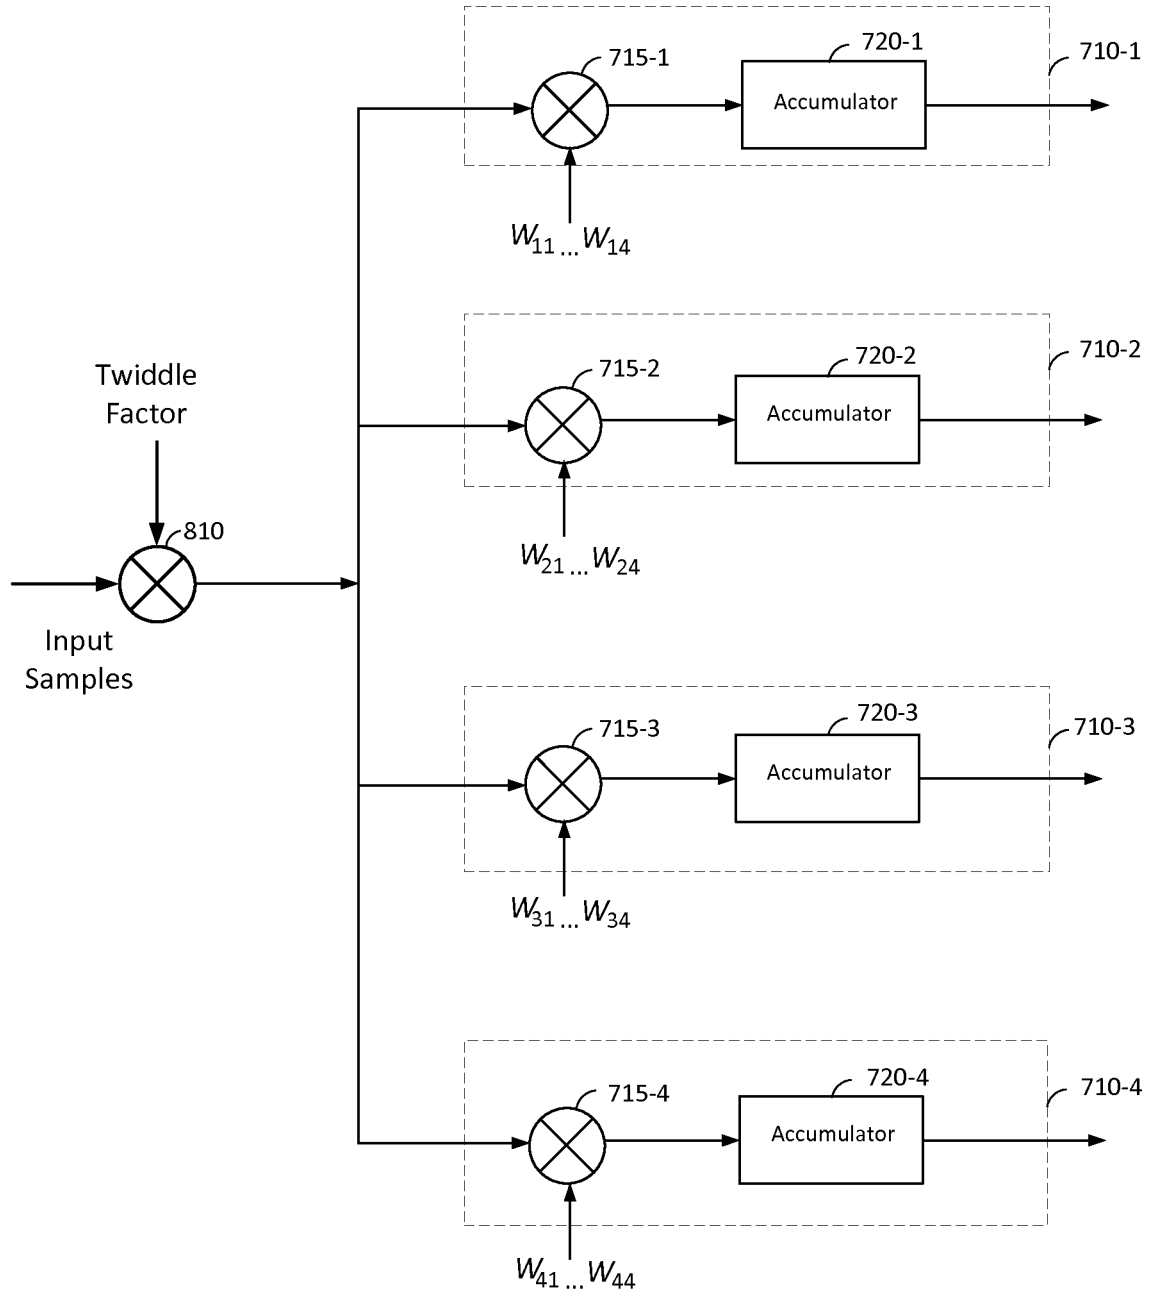 720-1
710-1
715-1
Accumulator
W11 ... W14
720-2
710-2
715-2
Accumulator
W21 ... W24
Twiddle
Factor
810
Input
Samples
720-3
710-3
715-3
Accumulator
W31 ... W34
720-4
710-4
715-4
Accumulator
W41 ... W44